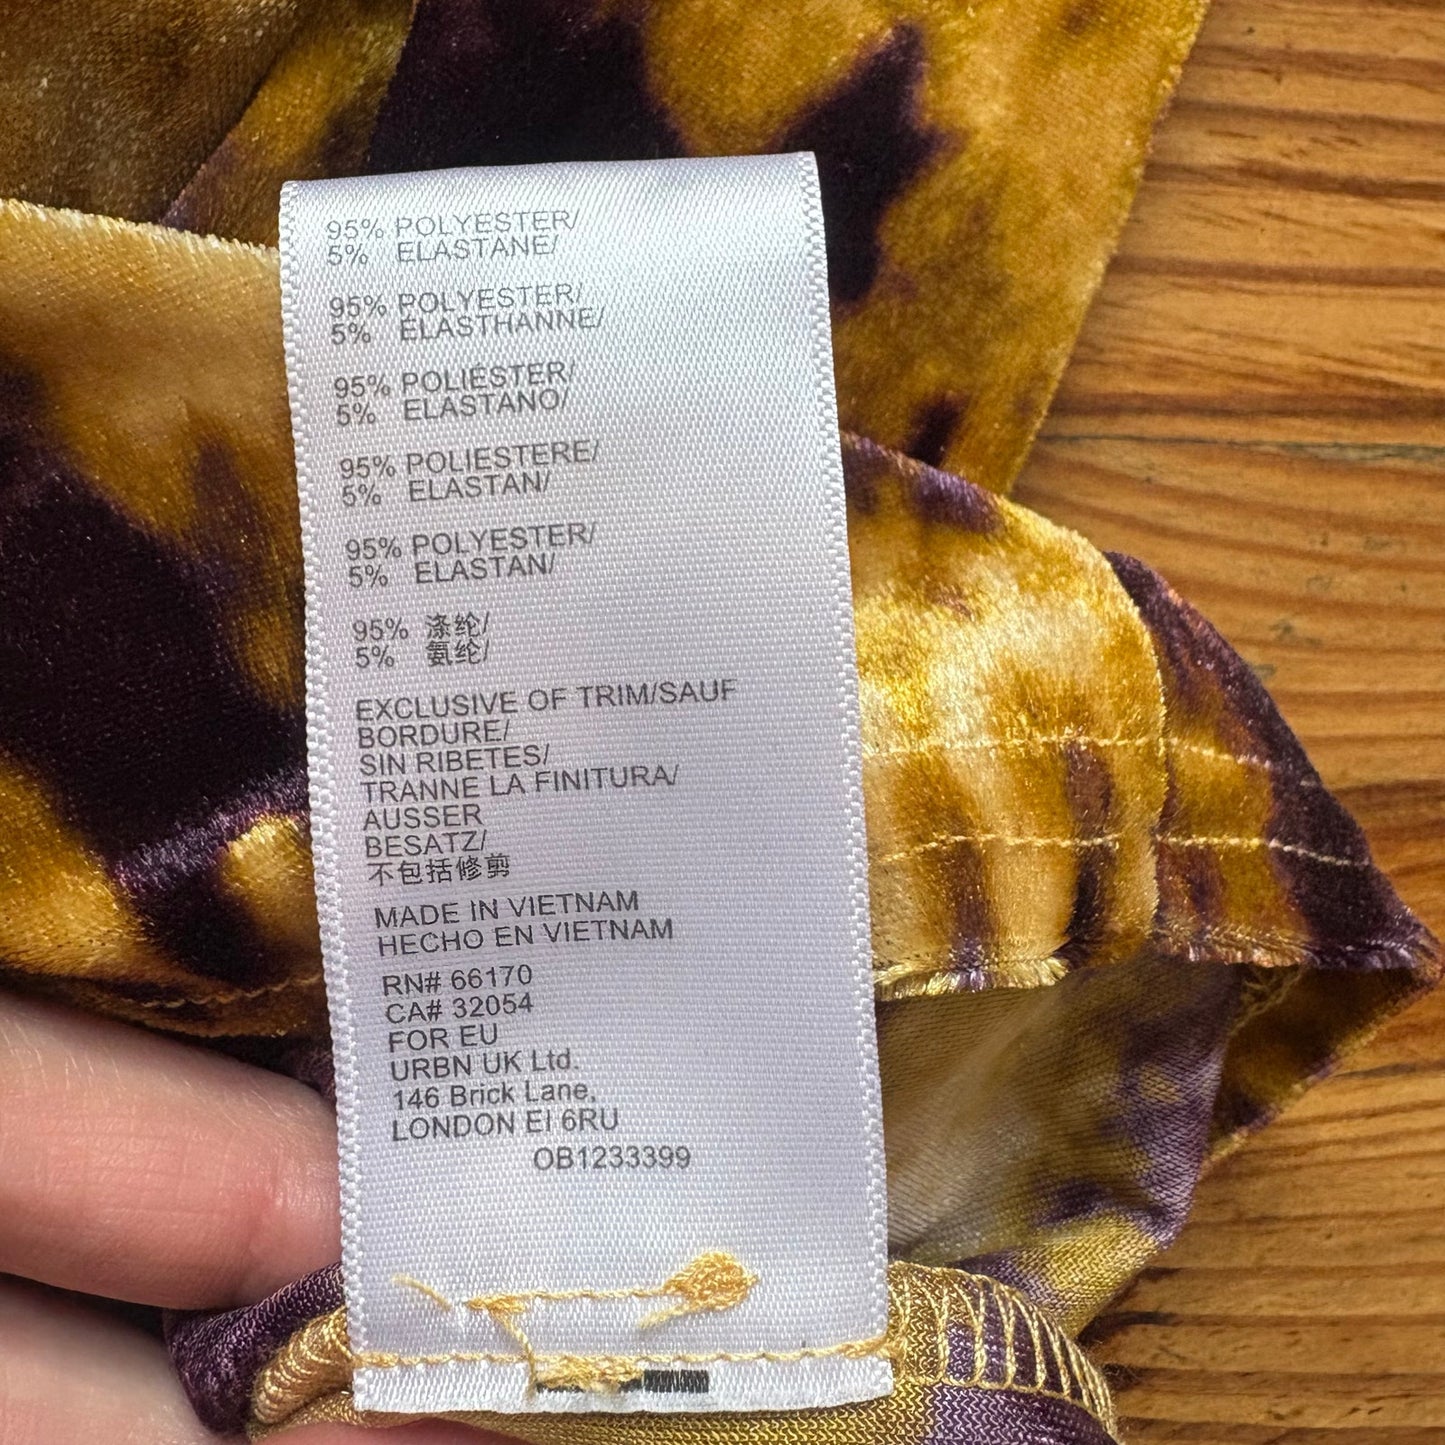 95% POLYESTER/
5% ELASTANE/
95% POLYESTER/
5% ÉLASTHANNE/
95% POLIÉSTER/
5% ELASTANO/
95% POLIESTERE/
5% ELASTAN/
95% POLYESTER/
5% ELASTAN/
95% 涤纶/
5% 氨纶/
EXCLUSIVE OF TRIM/SAUF
BORDURE/
SIN RIBETES/
TRANNE LA FINITURA/
AUSSER
BESATZ/
不包括修剪
MADE IN VIETNAM
HECHO EN VIETNAM
RN# 66170
CA# 32054
FOR EU
URBN UK Ltd.
146 Brick Lane,
LONDON EI 6RU
OB1233399